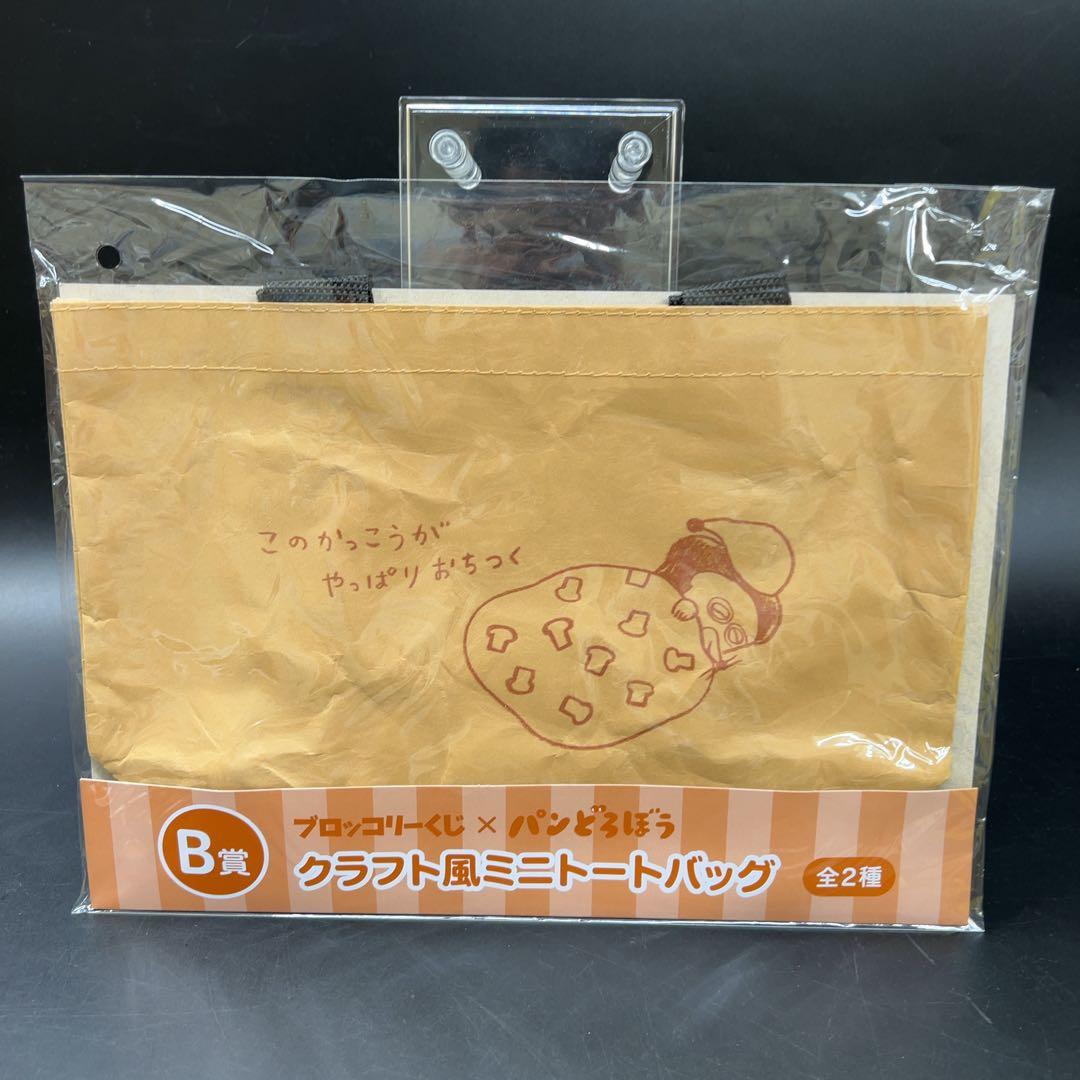 このかっこうが
やっぱり おちつく
B賞
ブロッコリーくじ × パンどろぼう
クラフト風ミニトートバッグ
全2種